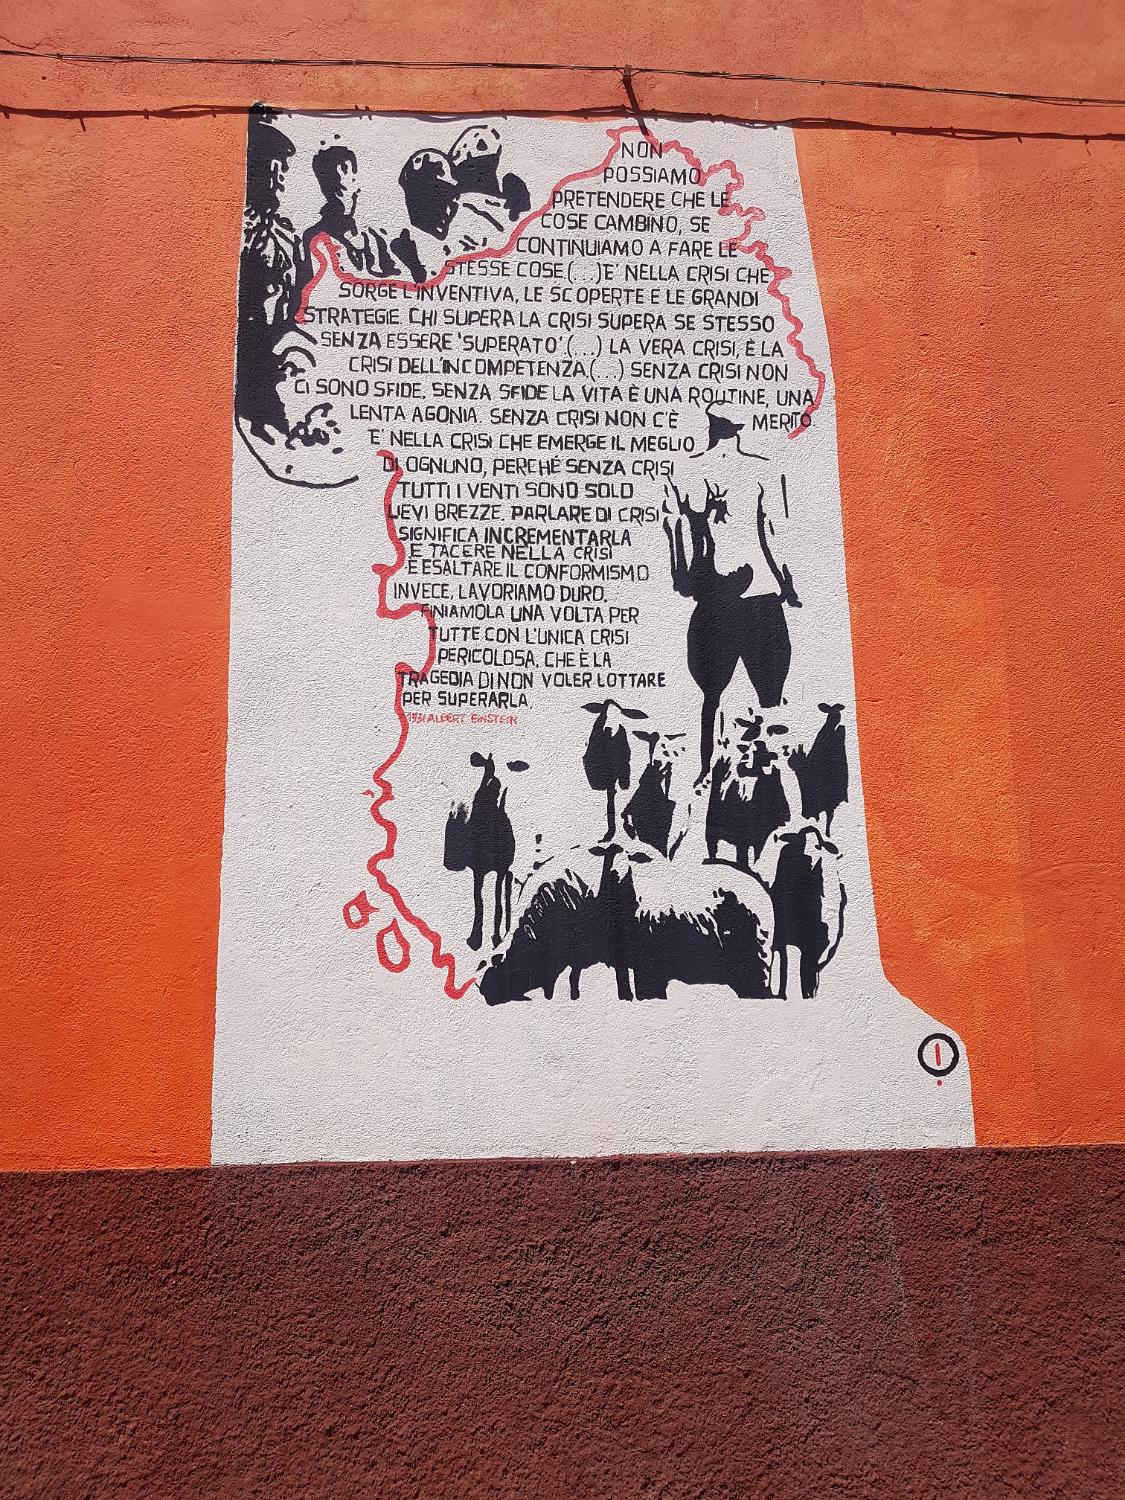 NON
POSSIAMO
PRETENDERE CHE LE
COSE CAMBINO, SE
CONTINUIAMO A FARE LE
STESSE COSE.(...)E' NELLA CRISI CHE
SORGE L'INVENTIVA, LE SCOPERTE E LE GRANDI
STRATEGIE. CHI SUPERA LA CRISI SUPERA SE STESSO
SENZA ESSERE 'SUPERATO'.(...) LA VERA CRISI, È LA
CRISI DELL'INCOMPETENZA.(...) SENZA CRISI NON
CI SONO SFIDE, SENZA SFIDE LA VITA È UNA ROUTINE, UNA
LENTA AGONIA. SENZA CRISI NON C'È MERITO.
E' NELLA CRISI CHE EMERGE IL MEGLIO
DI OGNUNO, PERCHÉ SENZA CRISI
TUTTI I VENTI SONO SOLO
LIEVI BREZZE. PARLARE DI CRISI
SIGNIFICA INCREMENTARLA
E TACERE NELLA CRISI
È ESALTARE IL CONFORMISMO
INVECE, LAVORIAMO DURO.
FINIAMOLA UNA VOLTA PER
TUTTE CON L'UNICA CRISI
PERICOLOSA, CHE È LA
TRAGEDIA DI NON VOLER LOTTARE
PER SUPERARLA.
1931 ALBERT EINSTEIN